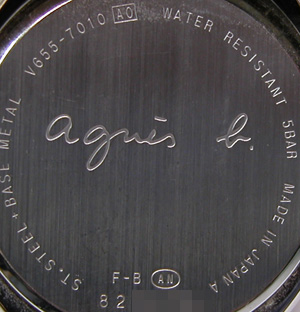 ST.STEEL+BASE METAL V655-7010 AO WATER RESISTANT 5BAR MADE IN JAPAN A
agnès b.
F-B AN
82